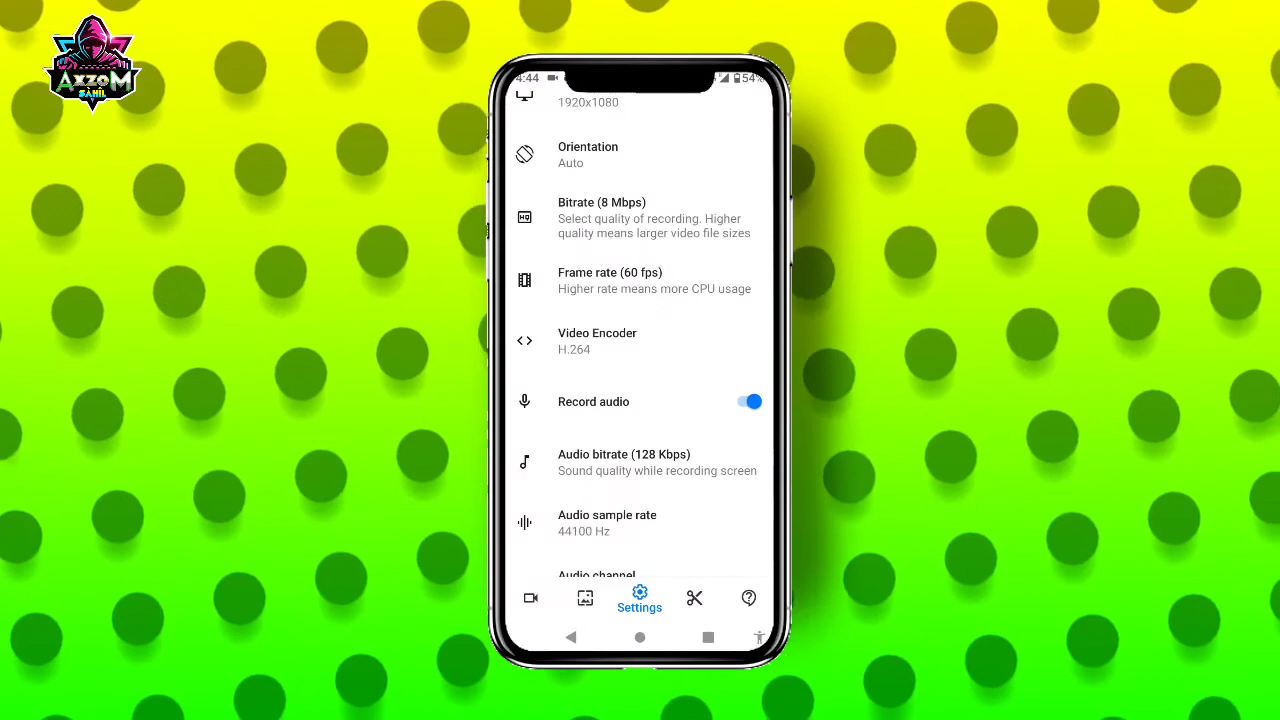 AXZOM
SAHIL
4:44
54%
1920x1080
Orientation
Auto
Bitrate (8 Mbps)
Select quality of recording. Higher
quality means larger video file sizes
Frame rate (60 fps)
Higher rate means more CPU usage
Video Encoder
H.264
Record audio
Audio bitrate (128 Kbps)
Sound quality while recording screen
Audio sample rate
44100 Hz
Audio channel
Settings